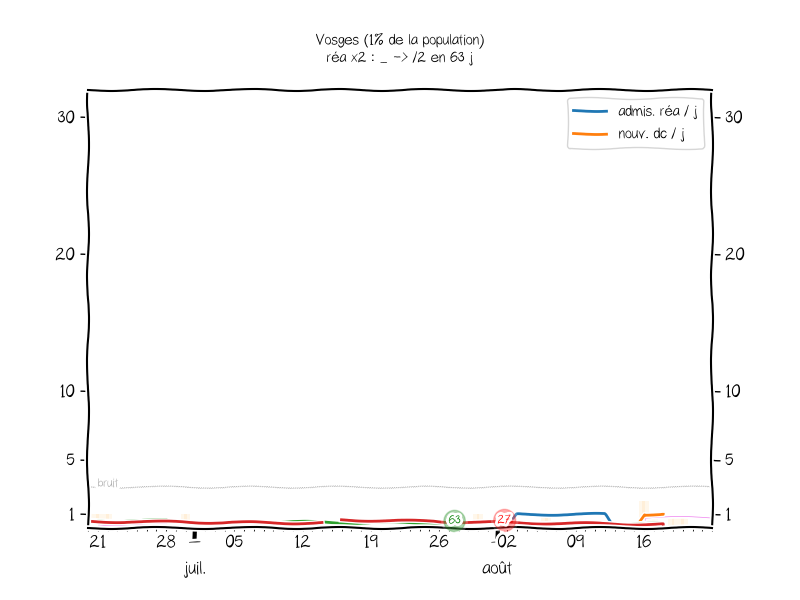 Vosges (1% de la population)
réa x2 : _ -> /2 en 63 j
admis. réa / j
nouv. dc / j
30
30
20
20
10
10
5
5
bruit
1
1
63
27
21 28 05 12 19 26 02 09 16
juil. août